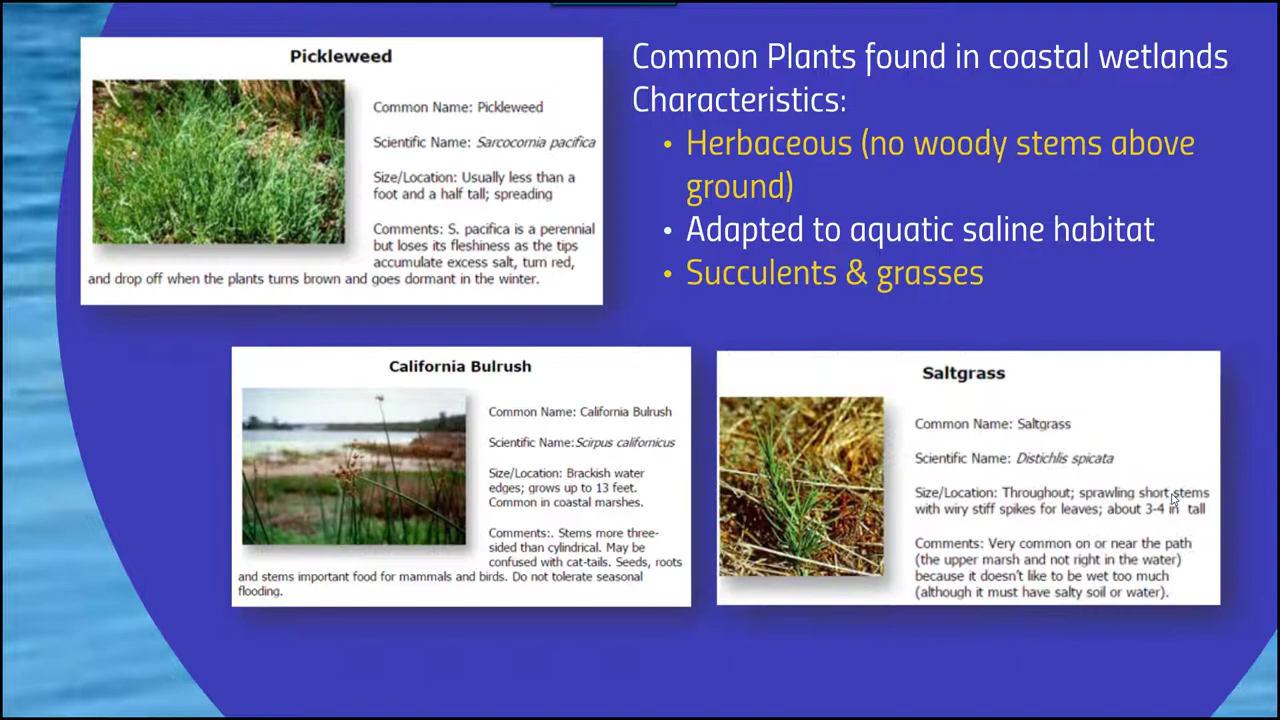 Pickleweed
Common Name: Pickleweed
Scientific Name: Sarcocornia pacifica
Size/Location: Usually less than a
foot and a half tall; spreading
Comments: S. pacifica is a perennial
but loses its fleshiness as the tips
accumulate excess salt, turn red,
and drop off when the plants turns brown and goes dormant in the winter.
Common Plants found in coastal wetlands
Characteristics:
• Herbaceous (no woody stems above
ground)
• Adapted to aquatic saline habitat
• Succulents & grasses
California Bulrush
Common Name: California Bulrush
Scientific Name: Scirpus californicus
Size/Location: Brackish water
edges; grows up to 13 feet.
Common in coastal marshes.
Comments:. Stems more three-
sided than cylindrical. May be
confused with cat-tails. Seeds, roots
and stems important food for mammals and birds. Do not tolerate seasonal
flooding.
Saltgrass
Common Name: Saltgrass
Scientific Name: Distichlis spicata
Size/Location: Throughout; sprawling short stems
with wiry stiff spikes for leaves; about 3-4 in tall
Comments: Very common on or near the path
(the upper marsh and not right in the water)
because it doesn't like to be wet too much
(although it must have salty soil or water).